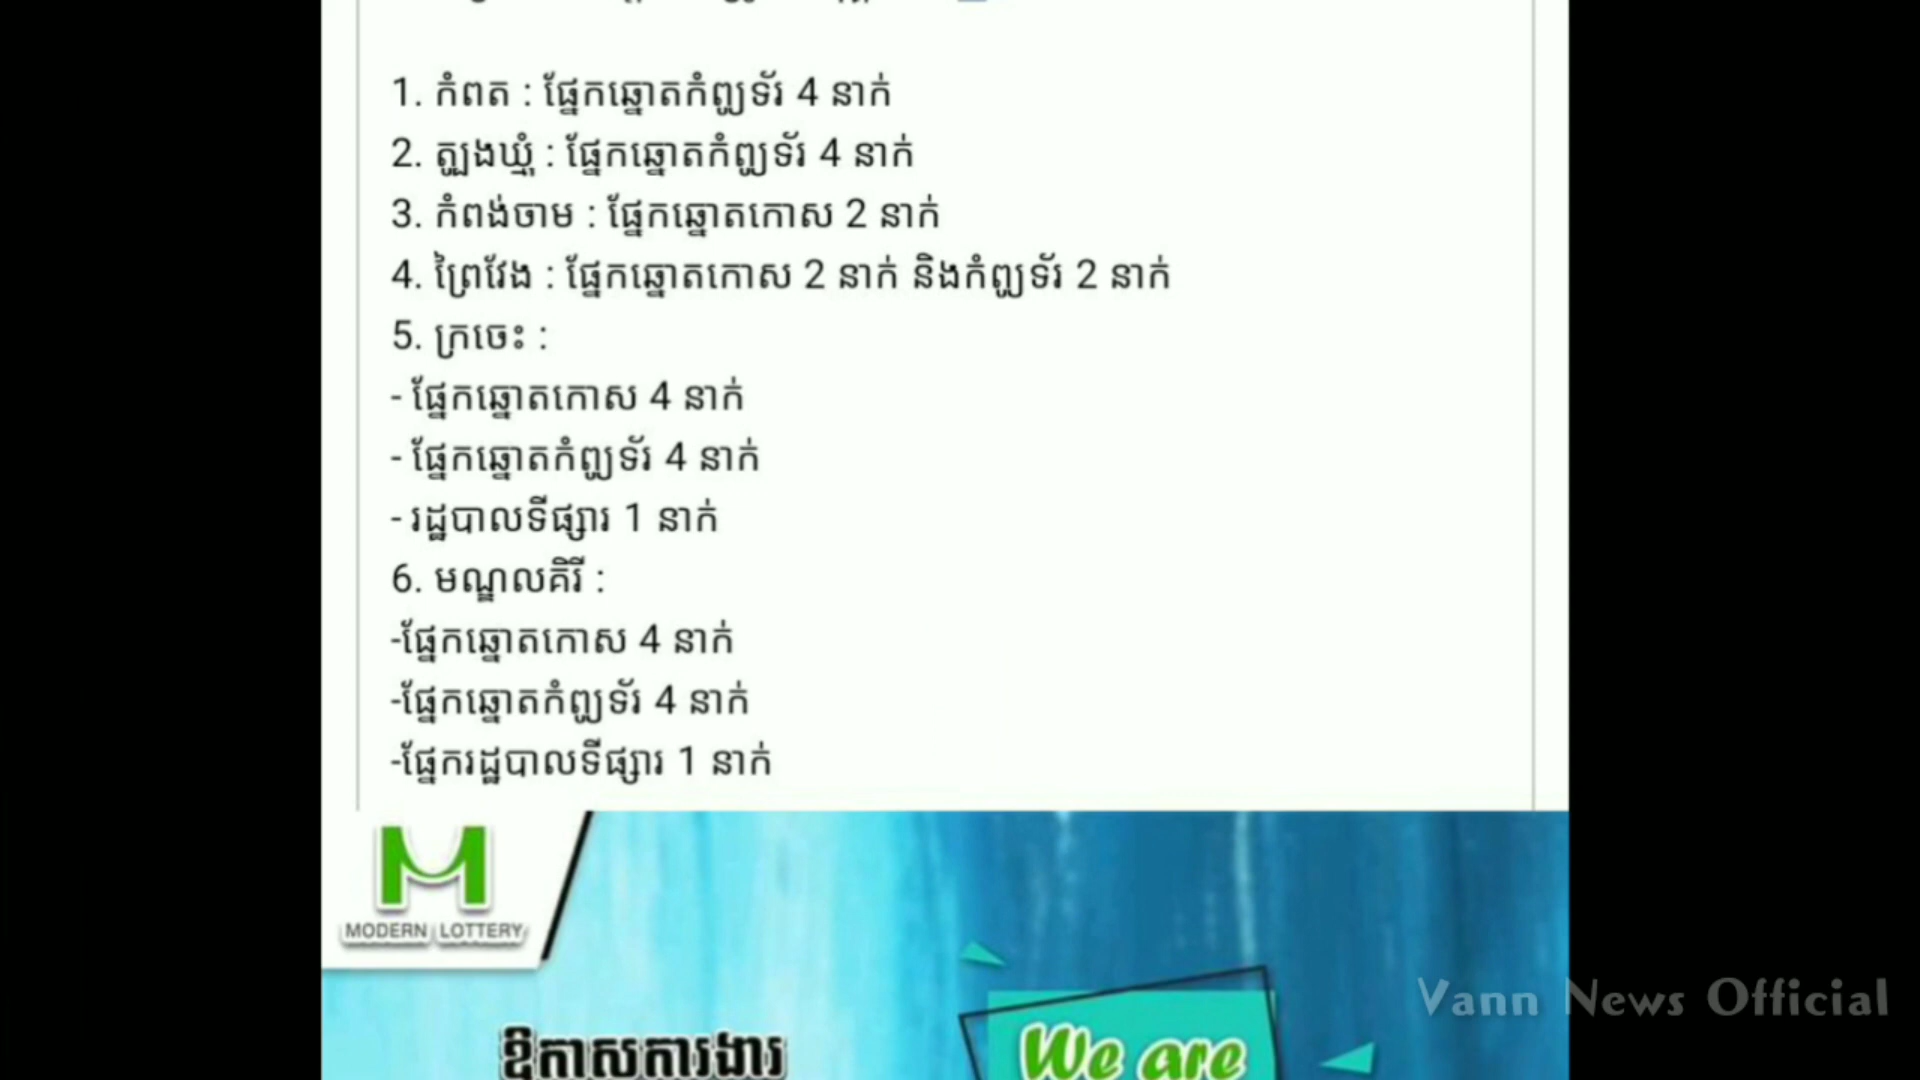 1. កំពត : ផ្នែកឆ្នោតកំព្យូទ័រ 4 នាក់
2. ត្បូងឃ្មុំ : ផ្នែកឆ្នោតកំព្យូទ័រ 4 នាក់
3. កំពង់ចាម : ផ្នែកឆ្នោតកោស 2 នាក់
4. ព្រៃវែង : ផ្នែកឆ្នោតកោស 2 នាក់ និងកំព្យូទ័រ 2 នាក់
5. ក្រចេះ :
- ផ្នែកឆ្នោតកោស 4 នាក់
- ផ្នែកឆ្នោតកំព្យូទ័រ 4 នាក់
- រដ្ឋបាលទីផ្សារ 1 នាក់
6. មណ្ឌលគិរី :
-ផ្នែកឆ្នោតកោស 4 នាក់
-ផ្នែកឆ្នោតកំព្យូទ័រ 4 នាក់
-ផ្នែករដ្ឋបាលទីផ្សារ 1 នាក់
MODERN LOTTERY
Vann News Official
ឱកាសការងារ
We are